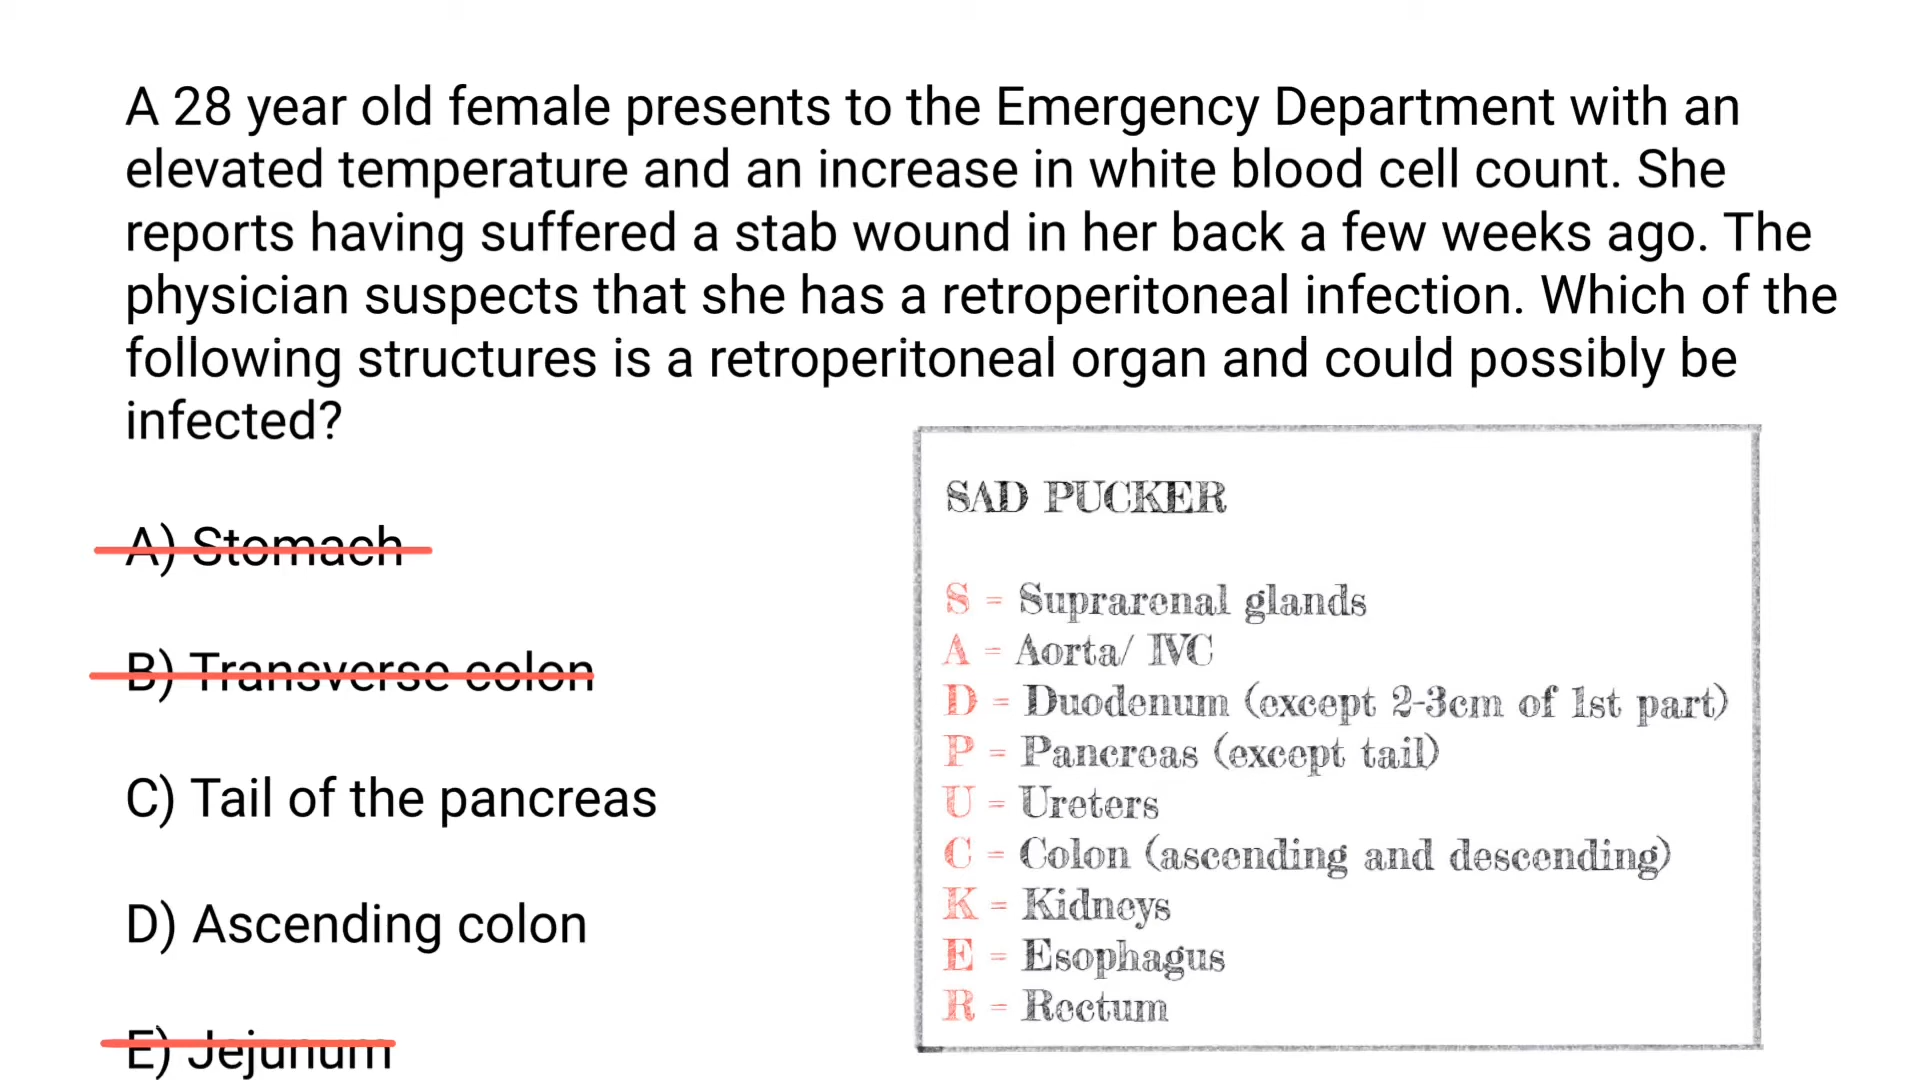 A 28 year old female presents to the Emergency Department with an
elevated temperature and an increase in white blood cell count. She
reports having suffered a stab wound in her back a few weeks ago. The
physician suspects that she has a retroperitoneal infection. Which of the
following structures is a retroperitoneal organ and could possibly be
infected?
A) Stomach
B) Transverse colon
C) Tail of the pancreas
D) Ascending colon
E) Jejunum
SAD PUCKER
S = Suprarenal glands
A = Aorta/ IVC
D = Duodenum (except 2-3cm of 1st part)
P = Pancreas (except tail)
U = Ureters
C = Colon (ascending and descending)
K = Kidneys
E = Esophagus
R = Rectum